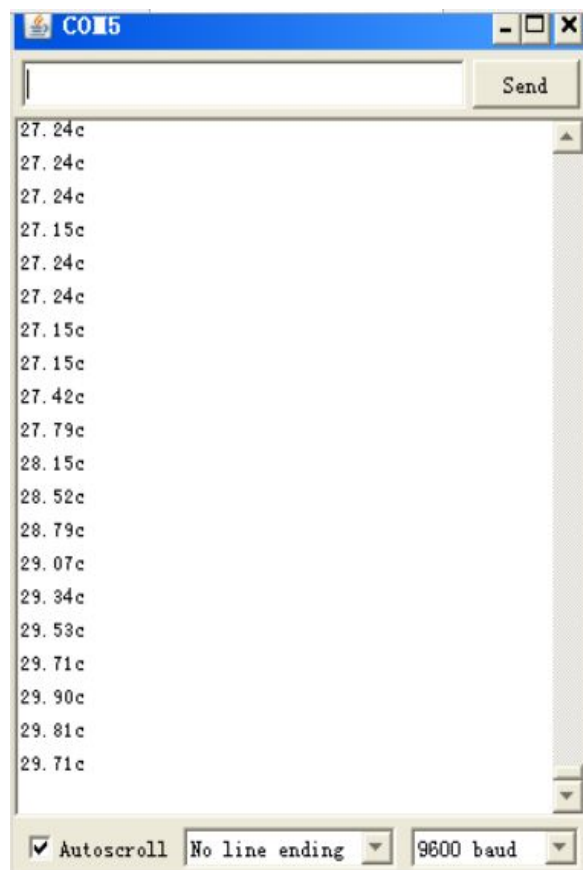 COM5
Send
27.24c
27.24c
27.24c
27.15c
27.24c
27.24c
27.15c
27.15c
27.42c
27.79c
28.15c
28.52c
28.79c
29.07c
29.34c
29.53c
29.71c
29.90c
29.81c
29.71c
Autoscroll No line ending 9600 baud